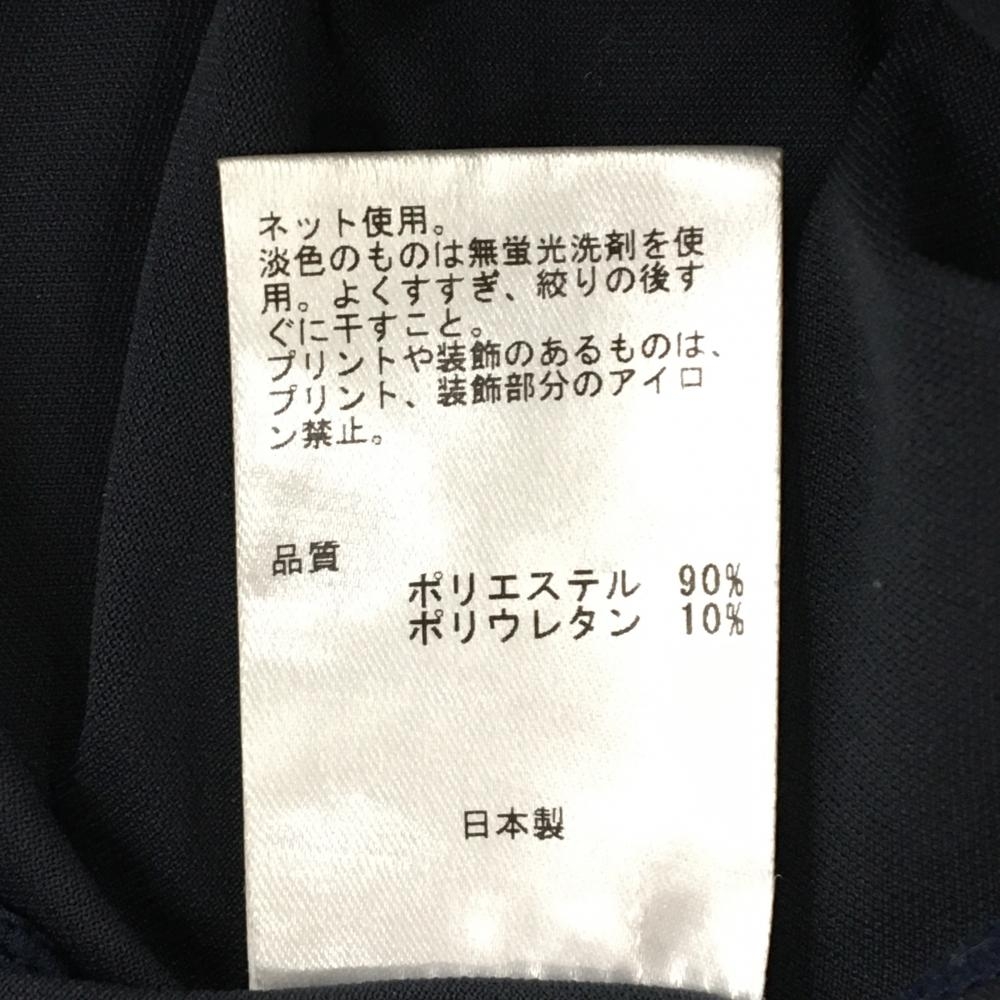 ネット使用。
淡色のものは無蛍光洗剤を使
用。よくすすぎ、絞りの後す
ぐに干すこと。
プリントや装飾のあるものは、
プリント、装飾部分のアイロ
ン禁止。
品質
ポリエステル 90%
ポリウレタン 10%
日本製